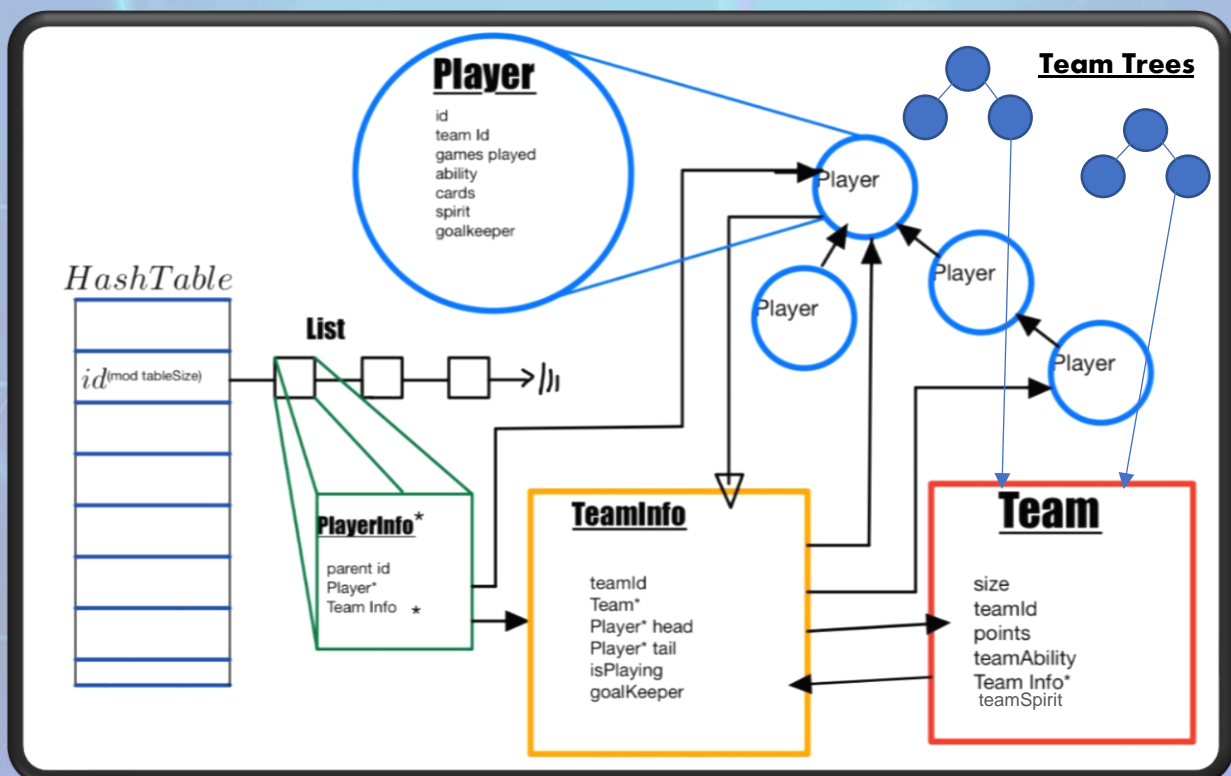 Player
id
team Id
games played
ability
cards
spirit
goalkeeper
Team Trees
Player
Player
Player
Player
HashTable
id(mod tableSize)
List
PlayerInfo*
parent id
Player*
Team Info *
TeamInfo
teamId
Team*
Player* head
Player* tail
isPlaying
goalKeeper
Team
size
teamId
points
teamAbility
Team Info*
teamSpirit